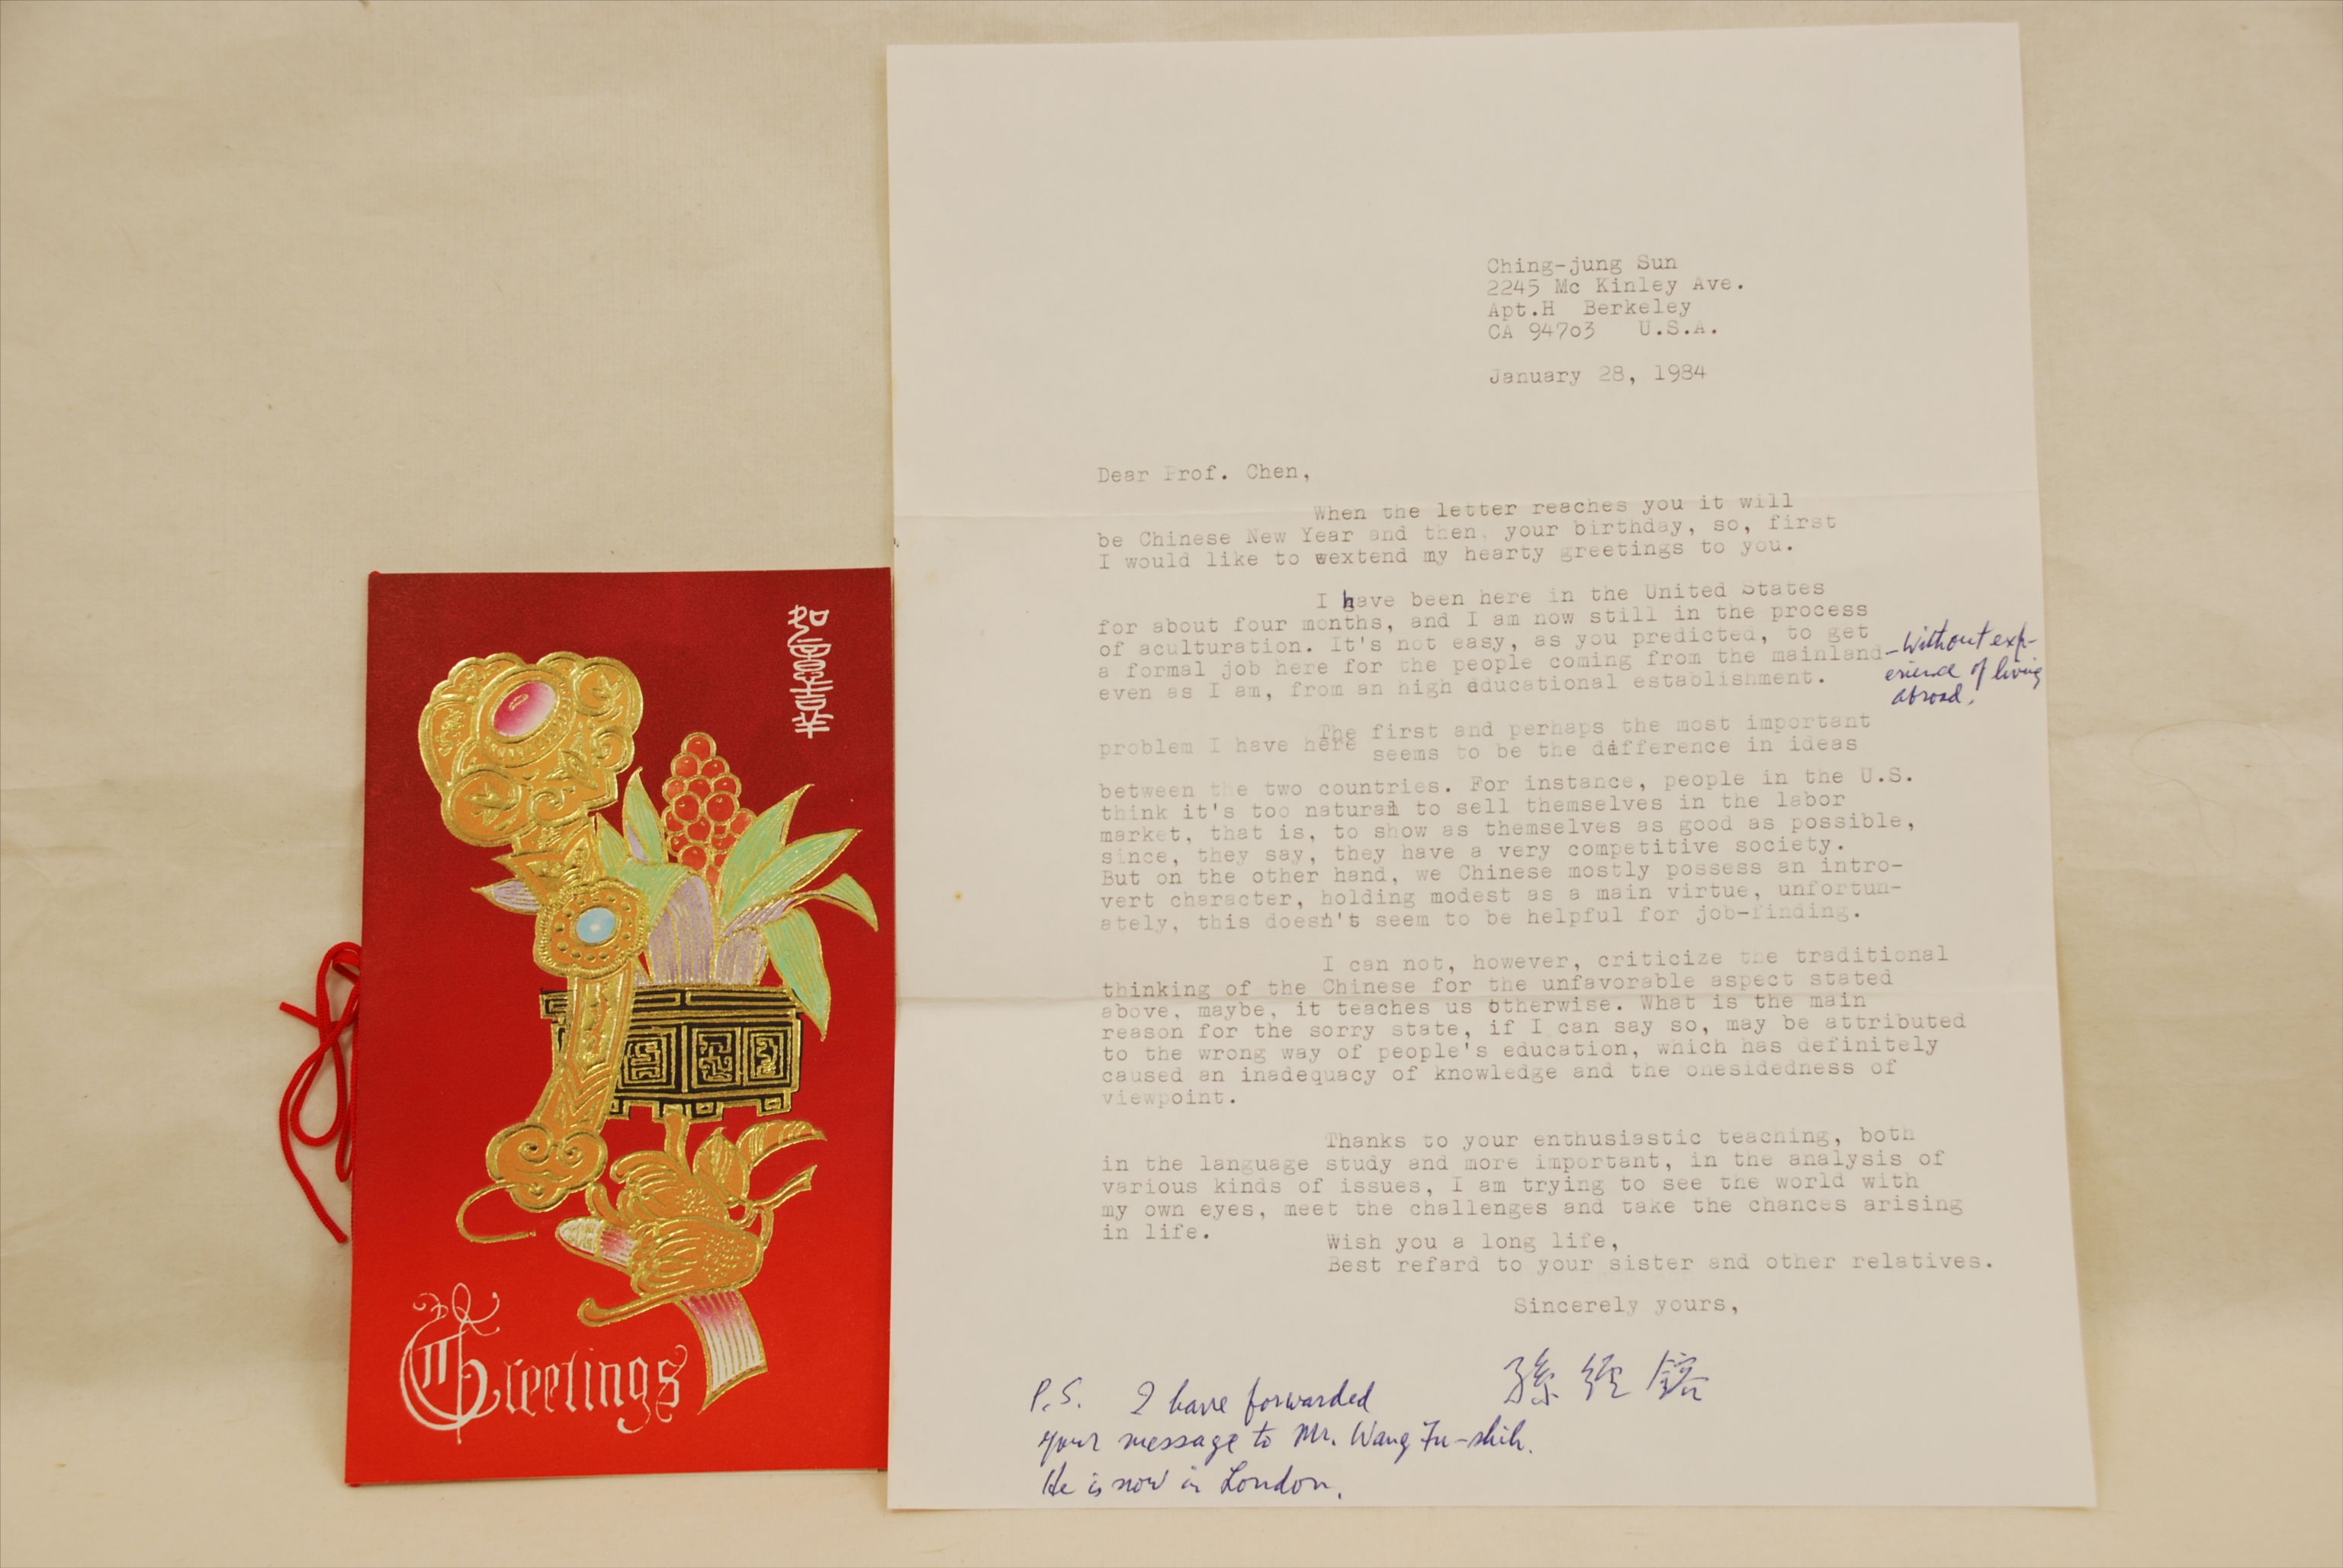 Greetings
Ching-jung Sun
2245 Mc Kinley Ave.
Apt.H  Berkeley
CA 94703   U.S.A.
January 28, 1984
Dear Prof. Chen,
When the letter reaches you it will
be Chinese New Year and then, your birthday, so, first
I would like to extend my hearty greetings to you.
I have been here in the United States
for about four months, and I am now still in the process
of aculturation. It's not easy, as you predicted, to get
a formal job here for the people coming from the mainland
- without exp-
erience of living
abroad.
even as I am, from an high educational establishment.
The first and perhaps the most important
problem I have here seems to be the difference in ideas
between the two countries. For instance, people in the U.S.
think it's too natural to sell themselves in the labor
market, that is, to show as themselves as good as possible,
since, they say, they have a very competitive society.
But on the other hand, we Chinese mostly possess an intro-
vert character, holding modest as a main virtue, unfortun-
ately, this doesn't seem to be helpful for job-finding.
I can not, however, criticize the traditional
thinking of the Chinese for the unfavorable aspect stated
above, maybe, it teaches us otherwise. What is the main
reason for the sorry state, if I can say so, may be attributed
to the wrong way of people's education, which has definitely
caused an inadequacy of knowledge and the onesidedness of
viewpoint.
Thanks to your enthusiastic teaching, both
in the language study and more important, in the analysis of
various kinds of issues, I am trying to see the world with
my own eyes, meet the challenges and take the chances arising
in life.
Wish you a long life,
Best refard to your sister and other relatives.
Sincerely yours,
孫經鎔
P.S. I have forwarded
your message to Mr. Wang Fu-shih.
He is now in London.